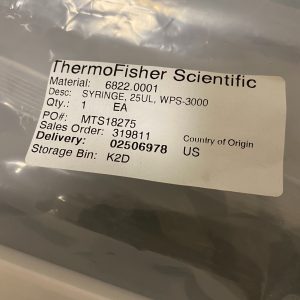 ThermoFisher Scientific
Material: 6822.0001
Desc: SYRINGE, 25UL, WPS-3000
Qty.: 1 EA
PO#: MTS18275
Sales Order: 319811
Country of Origin
Delivery: 02506978
US
Storage Bin: K2D